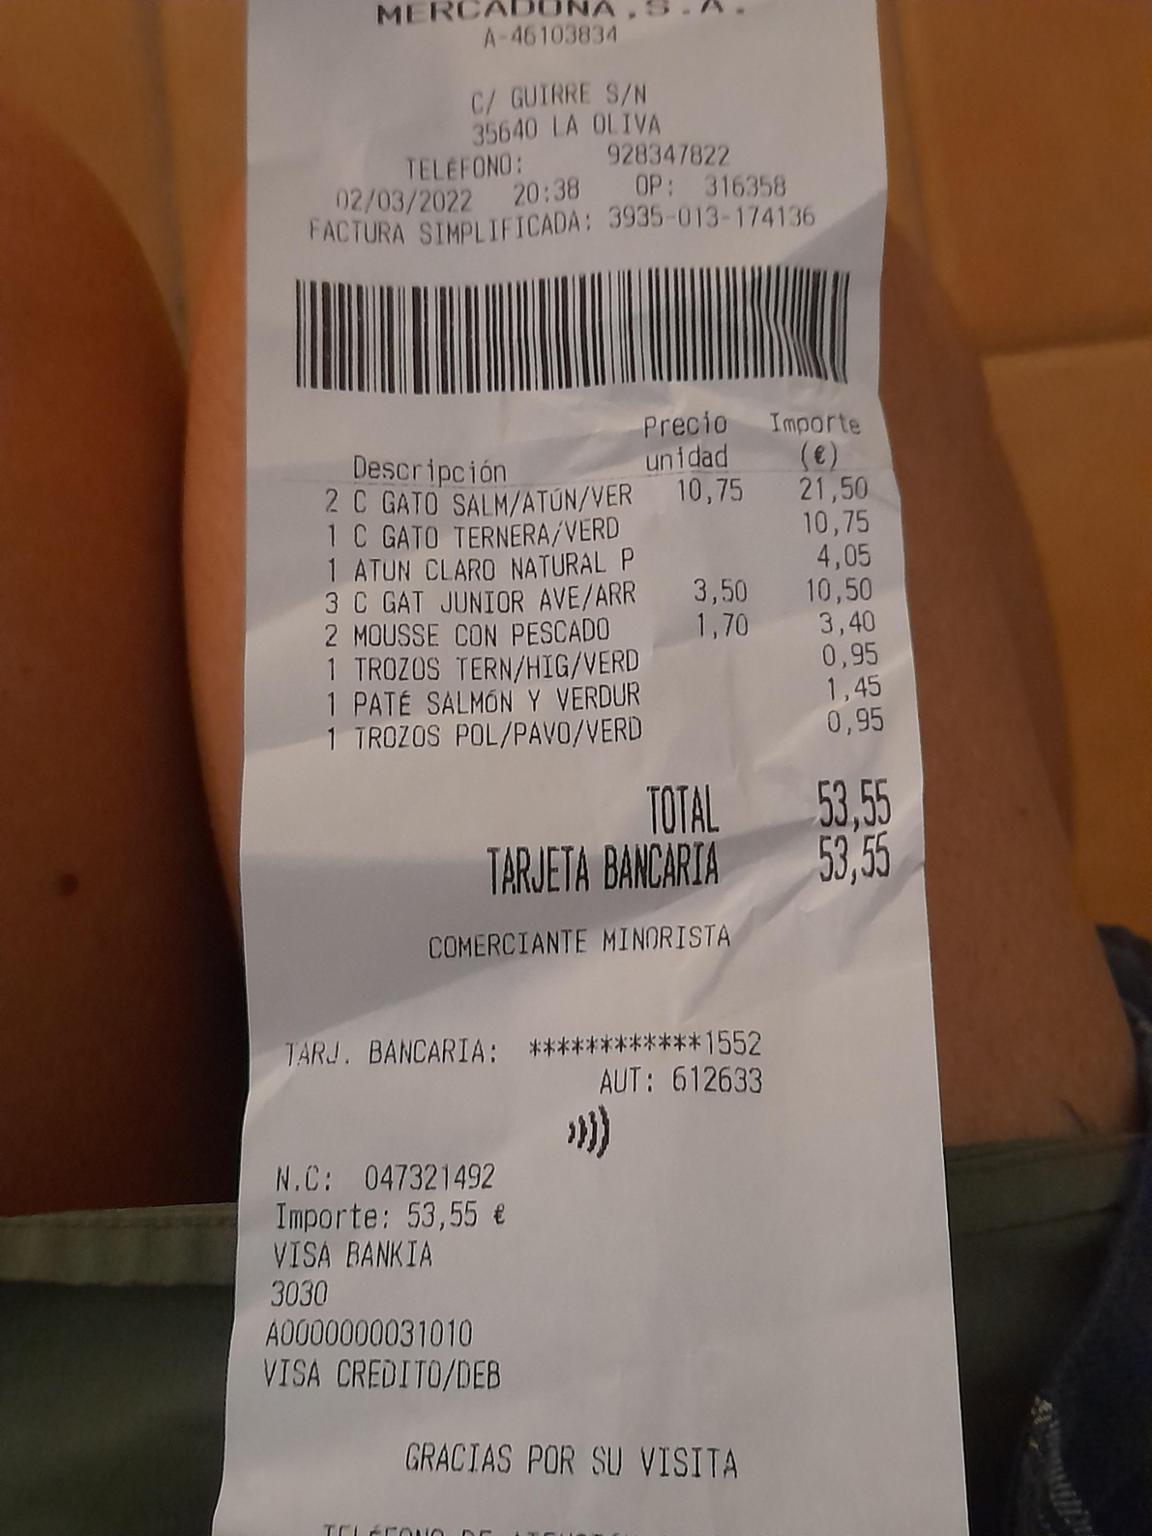 MERCADONA, S.A.
A-46103834
C/ GUIRRE S/N
35640 LA OLIVA
TELÉFONO: 928347822
02/03/2022 20:38 OP: 316358
FACTURA SIMPLIFICADA: 3935-013-174136
Precio Importe
Descripción unidad (€)
2 C GATO SALM/ATÚN/VER 10,75 21,50
1 C GATO TERNERA/VERD 10,75
1 ATUN CLARO NATURAL P 4,05
3 C GAT JUNIOR AVE/ARR 3,50 10,50
2 MOUSSE CON PESCADO 1,70 3,40
1 TROZOS TERN/HIG/VERD 0,95
1 PATÉ SALMÓN Y VERDUR 1,45
1 TROZOS POL/PAVO/VERD 0,95
TOTAL 53,55
TARJETA BANCARIA 53,55
COMERCIANTE MINORISTA
TARJ. BANCARIA: ************1552
AUT: 612633
N.C: 047321492
Importe: 53,55 €
VISA BANKIA
3030
A0000000031010
VISA CREDITO/DEB
GRACIAS POR SU VISITA
TELÉFONO DE